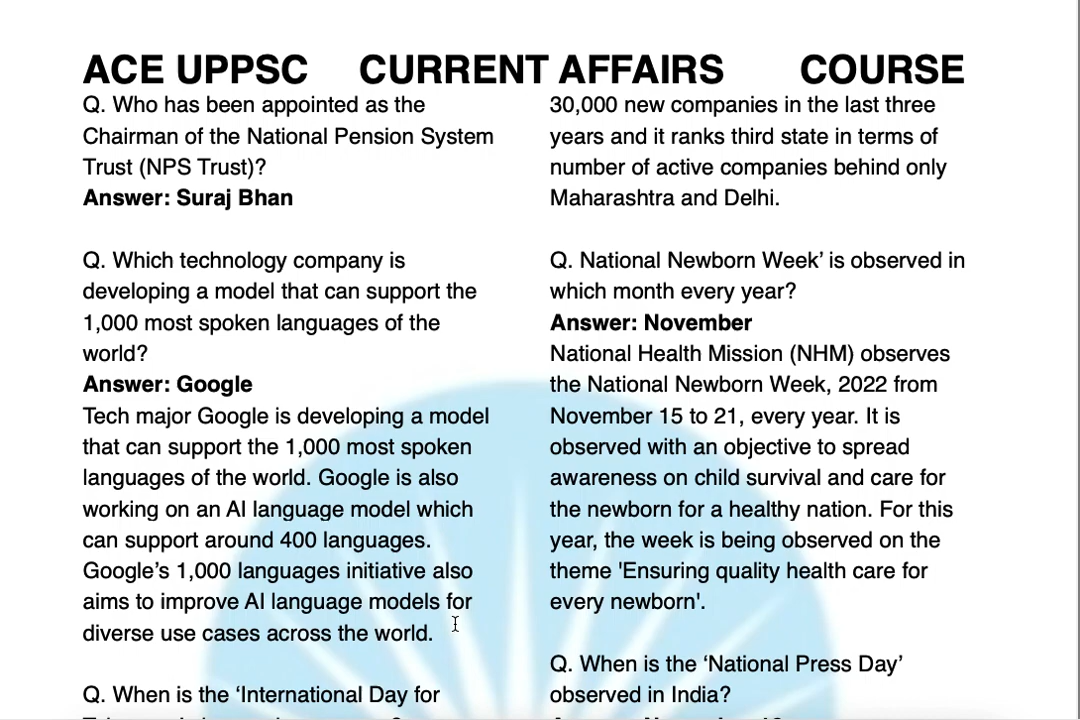 ACE UPPSC CURRENT AFFAIRS COURSE
Q. Who has been appointed as the
Chairman of the National Pension System
Trust (NPS Trust)?
Answer: Suraj Bhan
Q. Which technology company is
developing a model that can support the
1,000 most spoken languages of the
world?
Answer: Google
Tech major Google is developing a model
that can support the 1,000 most spoken
languages of the world. Google is also
working on an AI language model which
can support around 400 languages.
Google’s 1,000 languages initiative also
aims to improve AI language models for
diverse use cases across the world.
Q. When is the ‘International Day for
30,000 new companies in the last three
years and it ranks third state in terms of
number of active companies behind only
Maharashtra and Delhi.
Q. National Newborn Week’ is observed in
which month every year?
Answer: November
National Health Mission (NHM) observes
the National Newborn Week, 2022 from
November 15 to 21, every year. It is
observed with an objective to spread
awareness on child survival and care for
the newborn for a healthy nation. For this
year, the week is being observed on the
theme 'Ensuring quality health care for
every newborn'.
Q. When is the ‘National Press Day’
observed in India?